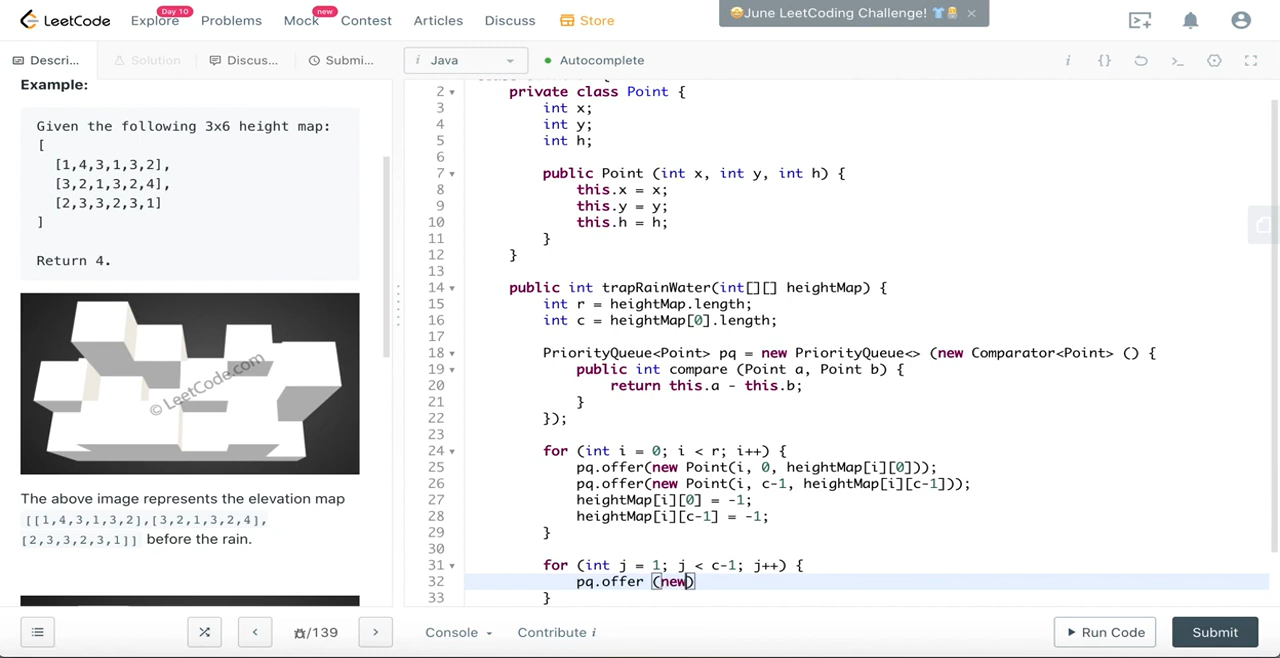 LeetCode
Explore
Day 10
Problems
Mock
new
Contest
Articles
Discuss
Store
😀June LeetCoding Challenge! 👕 ×
Descri...
Solution
Discus...
Submi...
i Java
Autocomplete
Example:
Given the following 3x6 height map:
[
[1,4,3,1,3,2],
[3,2,1,3,2,4],
[2,3,3,2,3,1]
]
Return 4.
© LeetCode.com
The above image represents the elevation map
[[1,4,3,1,3,2],[3,2,1,3,2,4],
[2,3,3,2,3,1]] before the rain.
2 private class Point {
3 int x;
4 int y;
5 int h;
6
7 public Point (int x, int y, int h) {
8 this.x = x;
9 this.y = y;
10 this.h = h;
11 }
12 }
13
14 public int trapRainWater(int[][] heightMap) {
15 int r = heightMap.length;
16 int c = heightMap[0].length;
17
18 PriorityQueue<Point> pq = new PriorityQueue<> (new Comparator<Point> () {
19 public int compare (Point a, Point b) {
20 return this.a - this.b;
21 }
22 });
23
24 for (int i = 0; i < r; i++) {
25 pq.offer(new Point(i, 0, heightMap[i][0]));
26 pq.offer(new Point(i, c-1, heightMap[i][c-1]));
27 heightMap[i][0] = -1;
28 heightMap[i][c-1] = -1;
29 }
30
31 for (int j = 1; j < c-1; j++) {
32 pq.offer (new)
33 }
/139
Console
Contribute i
Run Code
Submit